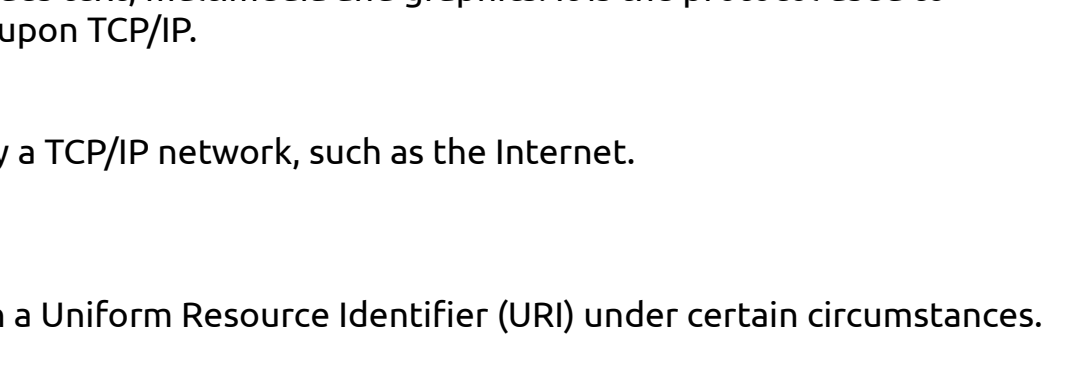 upon TCP/IP.
a TCP/IP network, such as the Internet.
a Uniform Resource Identifier (URI) under certain circumstances.